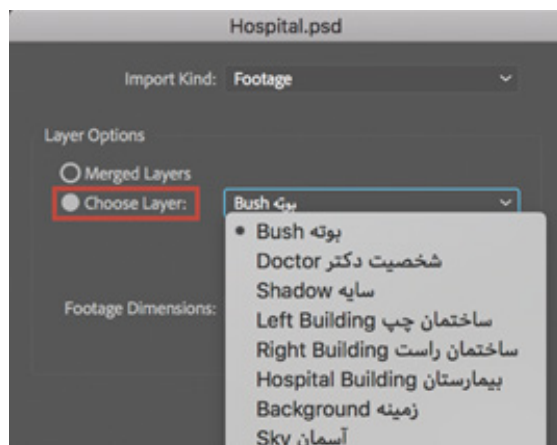 Hospital.psd
Import Kind: Footage
Layer Options
Merged Layers
Choose Layer: Bush بوته
Bush بوته
Doctor شخصیت دکتر
Shadow سایه
Left Building ساختمان چپ
Right Building ساختمان راست
Hospital Building بیمارستان
Background زمینه
Footage Dimensions:
Sky آسمان